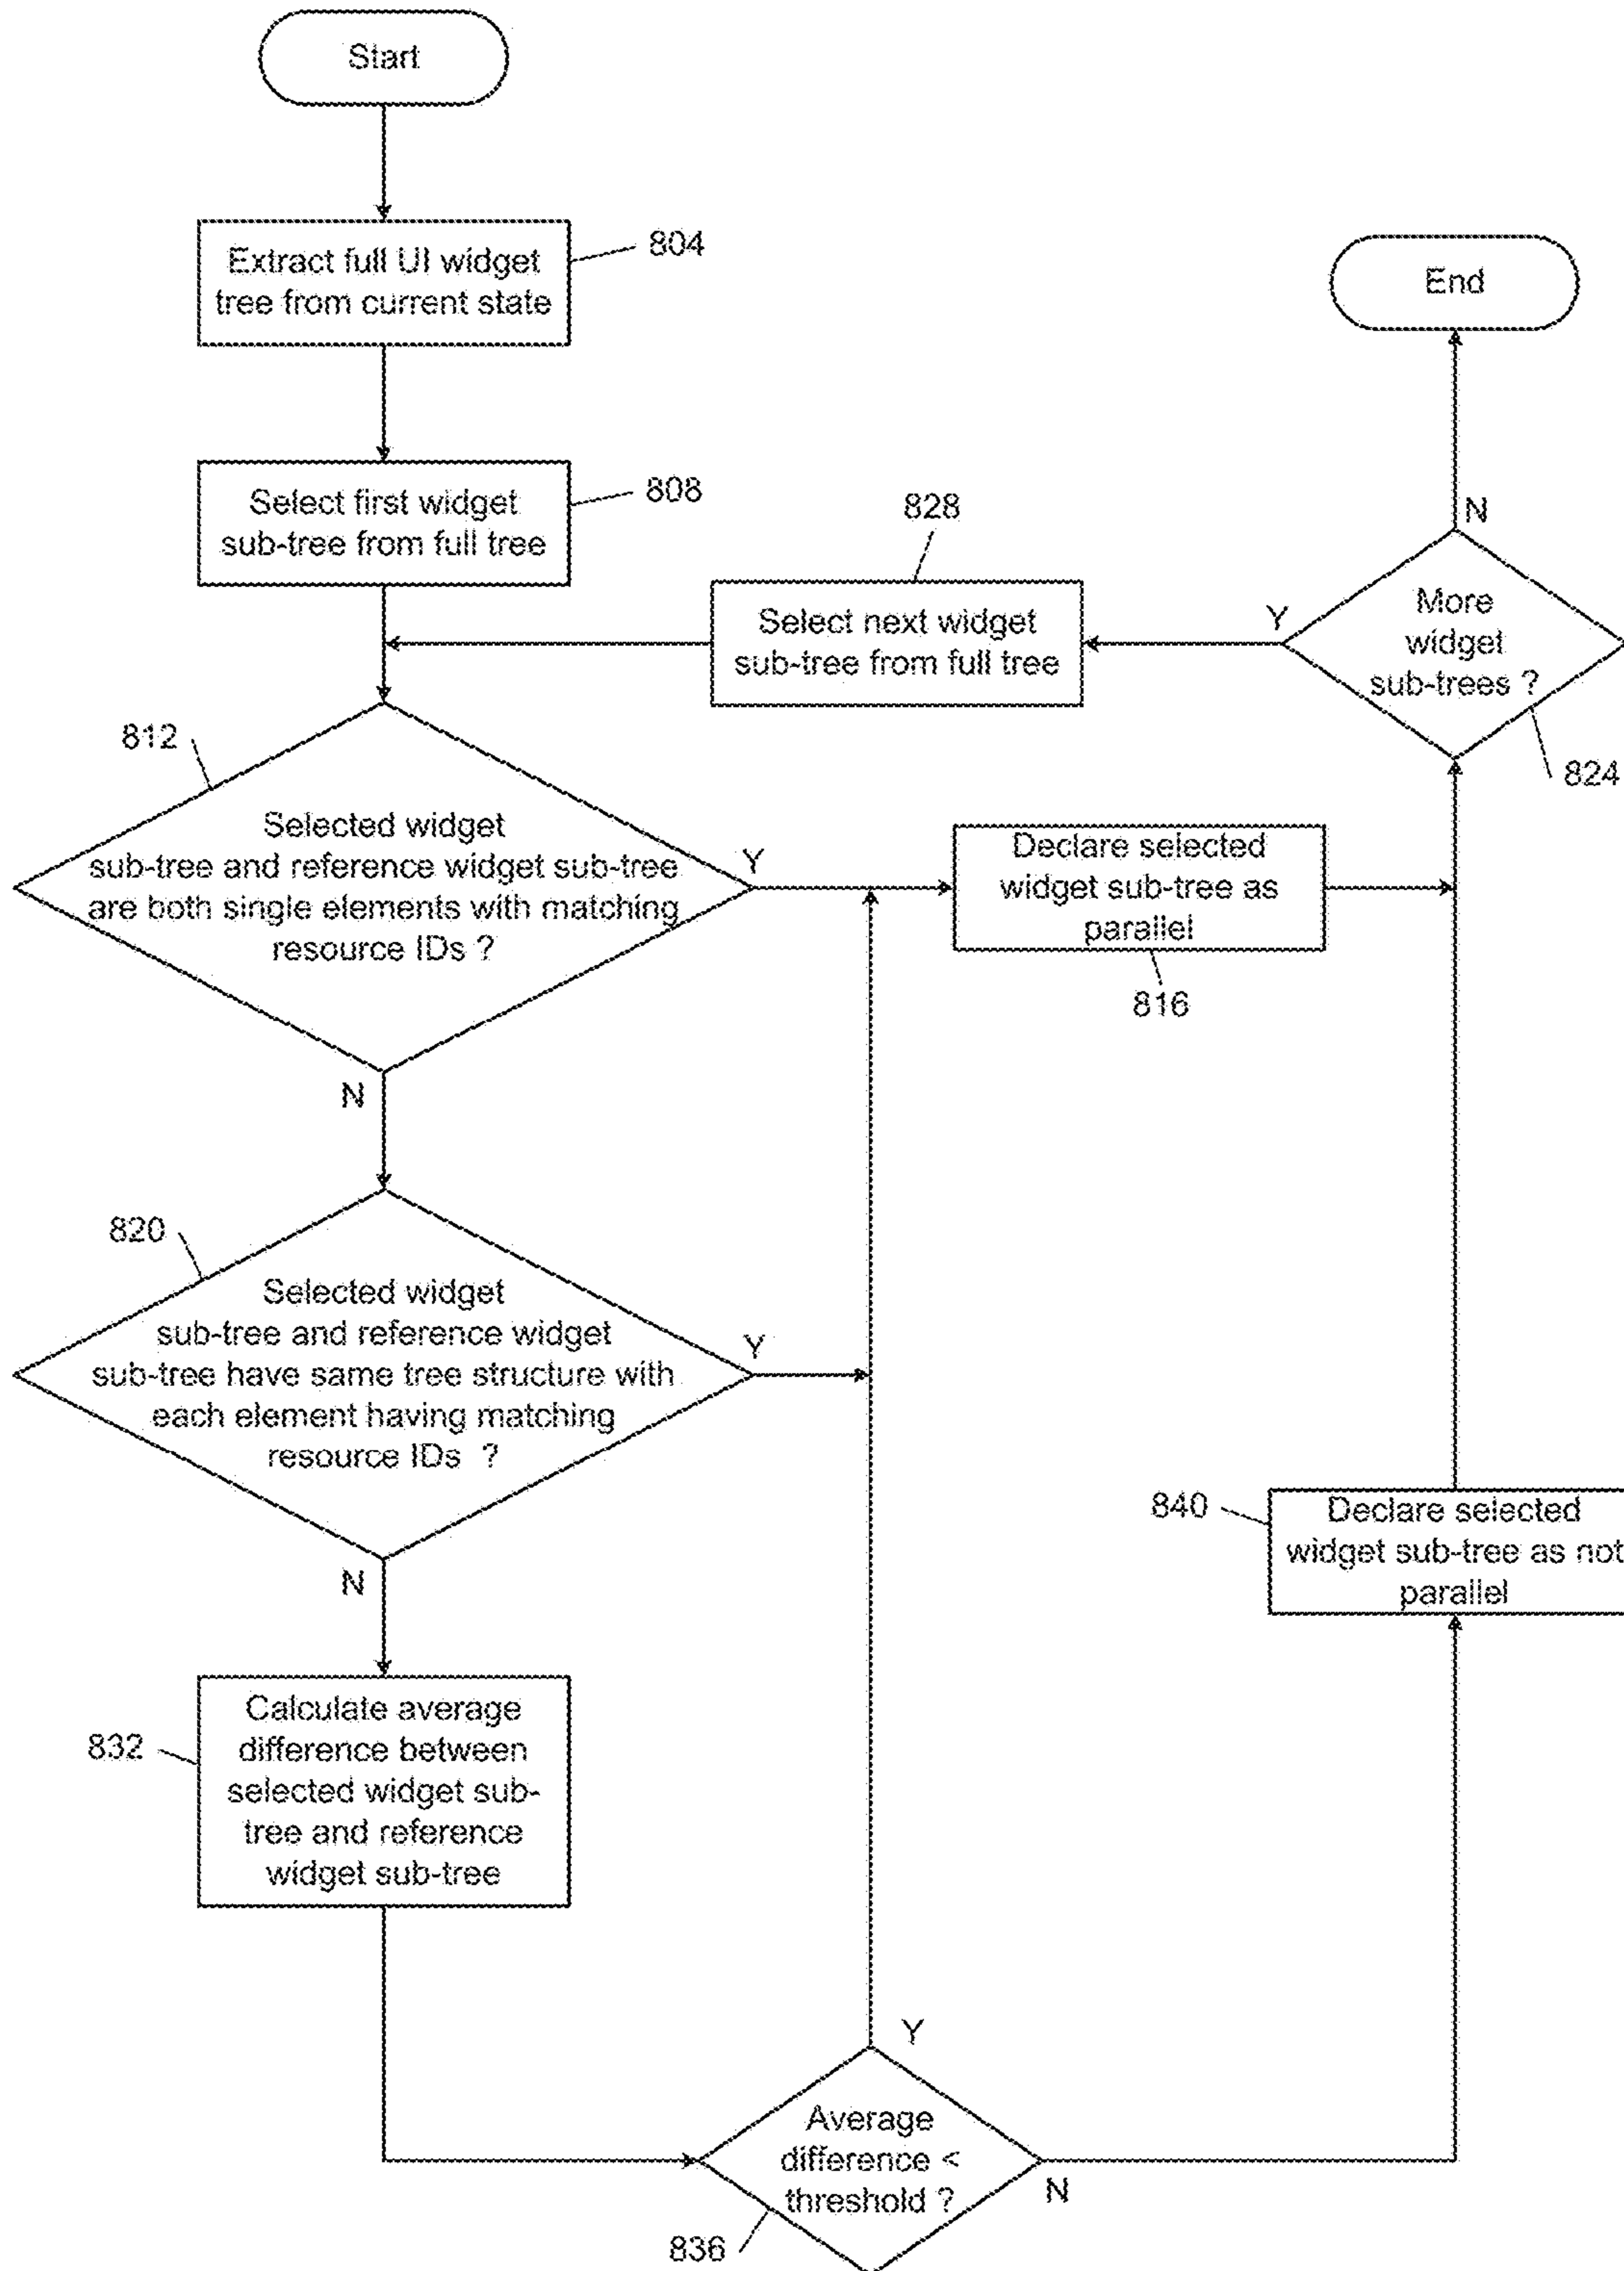 Start
Extract full UI widget
tree from current state
804
End
Select first widget
sub-tree from full tree
808
828
Select next widget
sub-tree from full tree
Y
N
More
widget
sub-trees ?
824
812
Selected widget
sub-tree and reference widget sub-tree
are both single elements with matching
resource IDs ?
Y
N
Declare selected
widget sub-tree as
parallel
816
820
Selected widget
sub-tree and reference widget
sub-tree have same tree structure with
each element having matching
resource IDs ?
Y
N
840
Declare selected
widget sub-tree as not
parallel
832
Calculate average
difference between
selected widget sub-
tree and reference
widget sub-tree
Y
Average
difference <
threshold ?
N
836